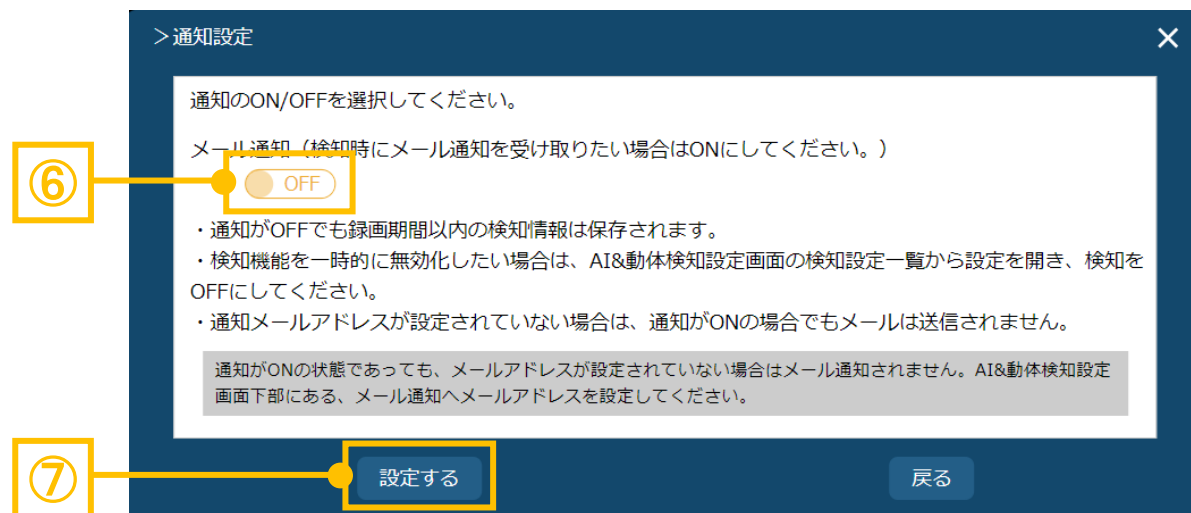 ＞通知設定
×
通知のON/OFFを選択してください。
メール通知（検知時にメール通知を受け取りたい場合はONにしてください。）
⑥
OFF
・通知がOFFでも録画期間以内の検知情報は保存されます。
・検知機能を一時的に無効化したい場合は、AI&動体検知設定画面の検知設定一覧から設定を開き、検知を
OFFにしてください。
・通知メールアドレスが設定されていない場合は、通知がONの場合でもメールは送信されません。
通知がONの状態であっても、メールアドレスが設定されていない場合はメール通知されません。AI&動体検知設定
画面下部にある、メール通知へメールアドレスを設定してください。
⑦
設定する
戻る